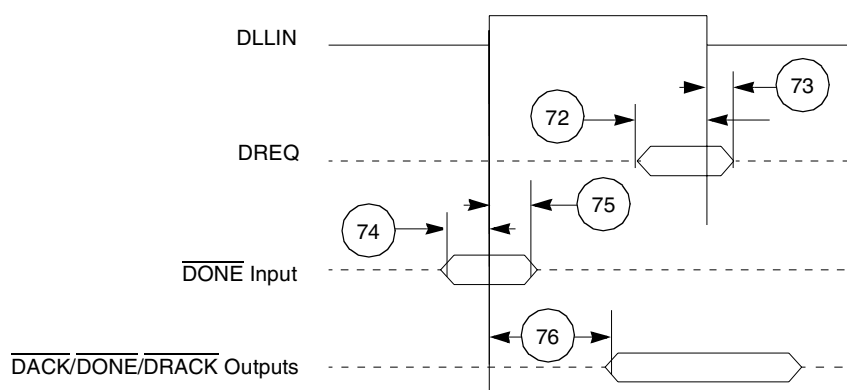 DLLIN
73
72
DREQ
75
74
DONE Input
76
DACK/DONE/DRACK Outputs